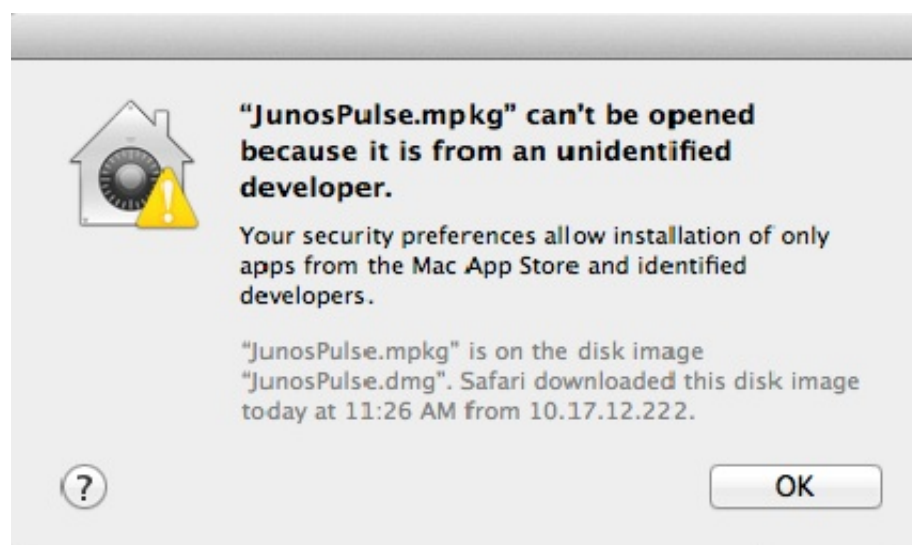 “JunosPulse.mpkg” can't be opened
because it is from an unidentified
developer.
Your security preferences allow installation of only
apps from the Mac App Store and identified
developers.
“JunosPulse.mpkg” is on the disk image
“JunosPulse.dmg”. Safari downloaded this disk image
today at 11:26 AM from 10.17.12.222.
?
OK